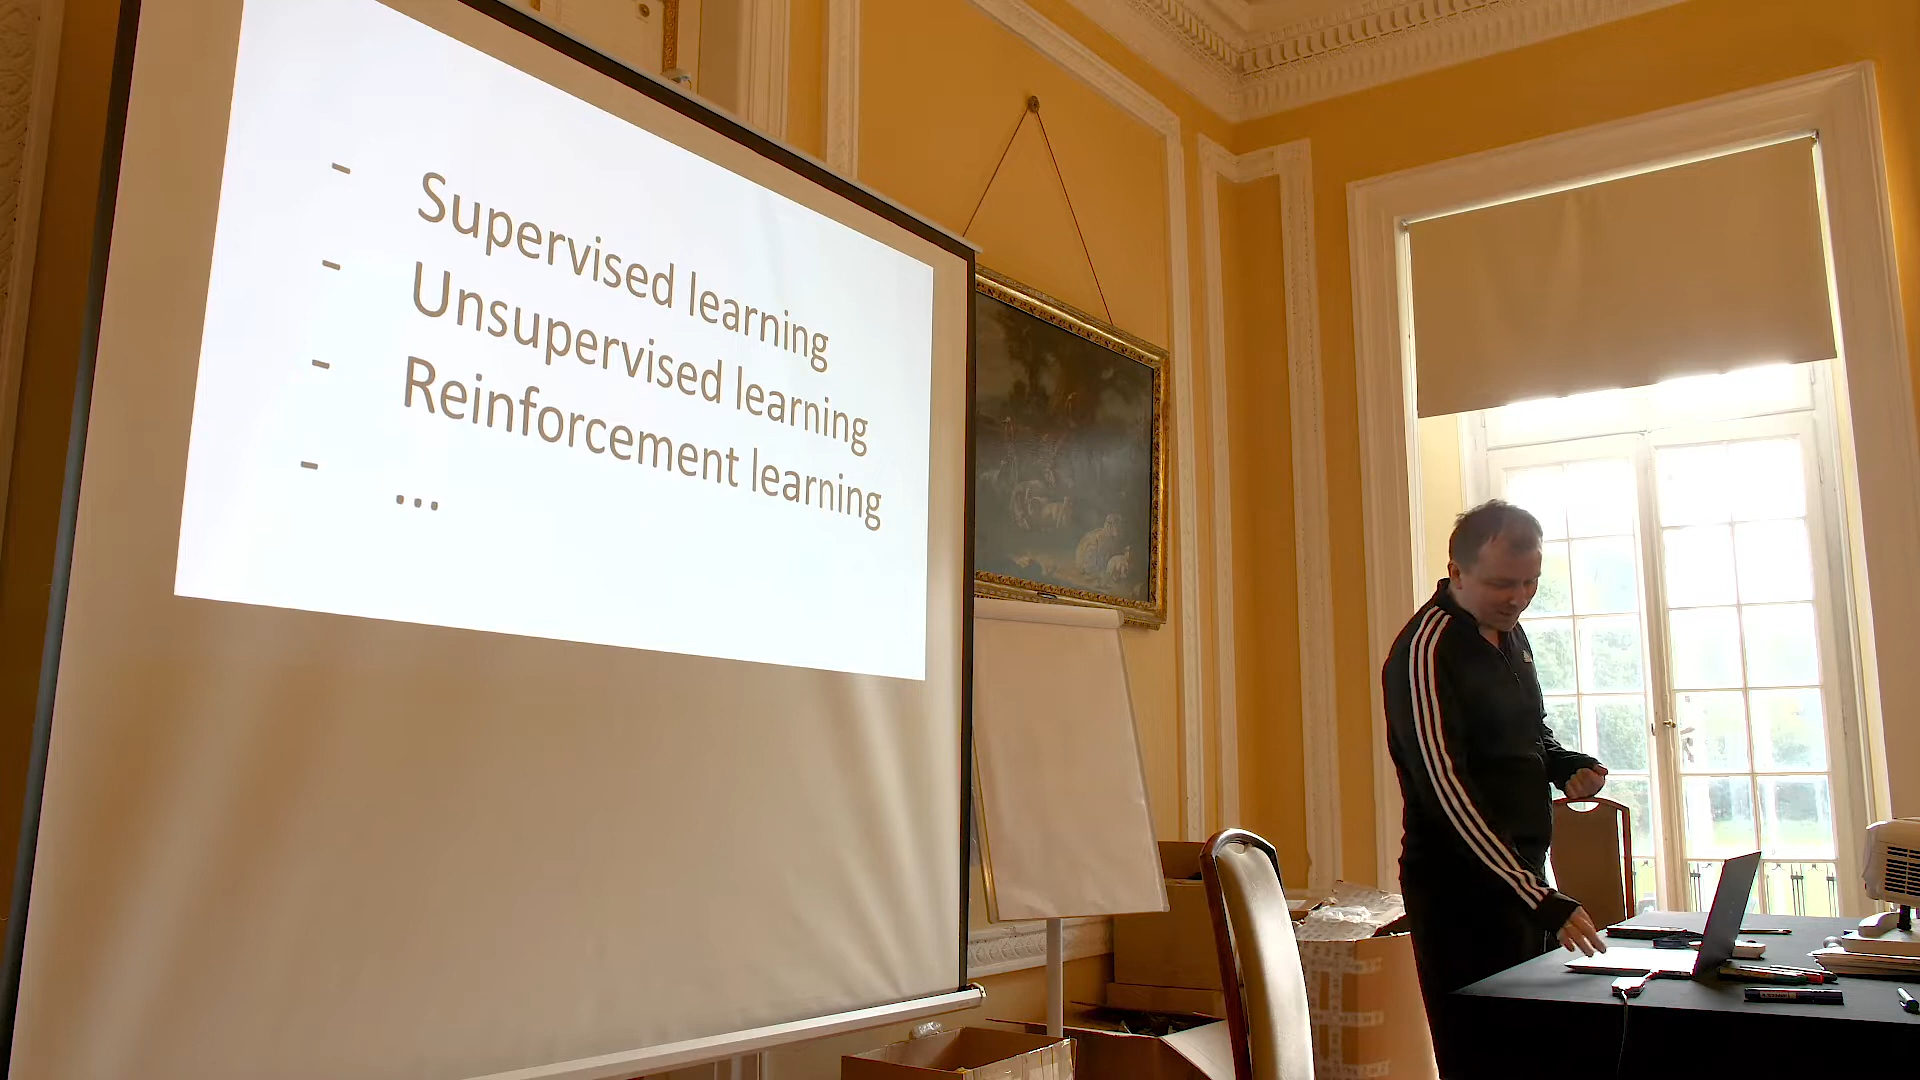 - Supervised learning
- Unsupervised learning
- Reinforcement learning
- ...